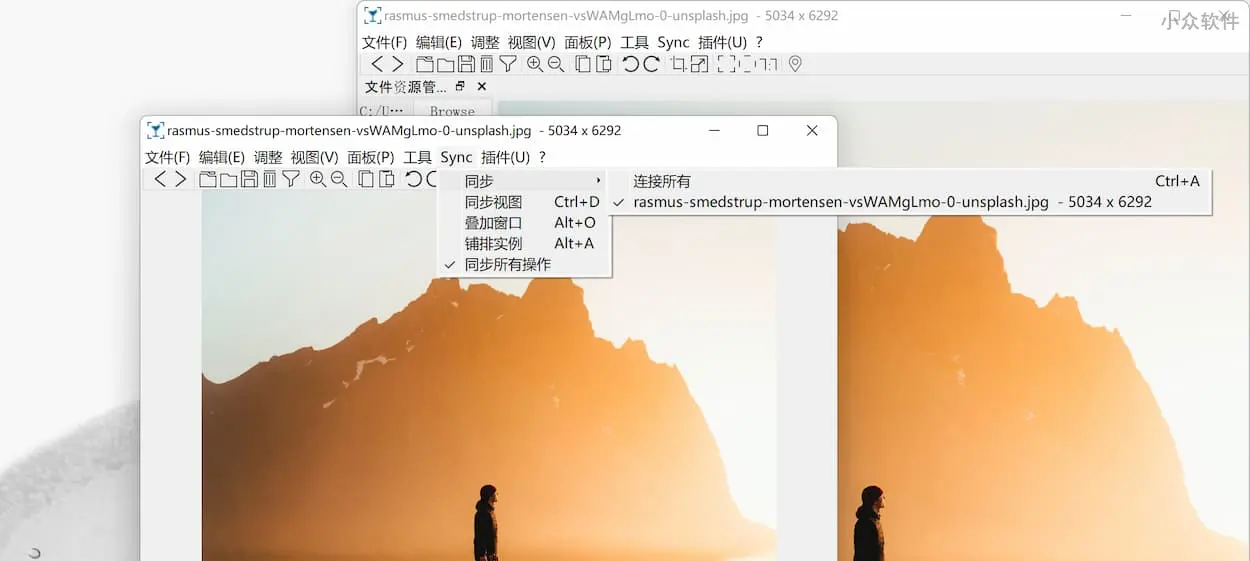 rasmus-smedstrup-mortensen-vsWAMgLmo-0-unsplash.jpg - 5034 x 6292
小众软件
文件(F) 编辑(E) 调整 视图(V) 面板(P) 工具 Sync 插件(U) ?
1:1
文件资源管...
C:/U...
Browse
rasmus-smedstrup-mortensen-vsWAMgLmo-0-unsplash.jpg - 5034 x 6292
文件(F) 编辑(E) 调整 视图(V) 面板(P) 工具 Sync 插件(U) ?
同步
同步视图 Ctrl+D
叠加窗口 Alt+O
铺排实例 Alt+A
同步所有操作
连接所有 Ctrl+A
rasmus-smedstrup-mortensen-vsWAMgLmo-0-unsplash.jpg - 5034 x 6292